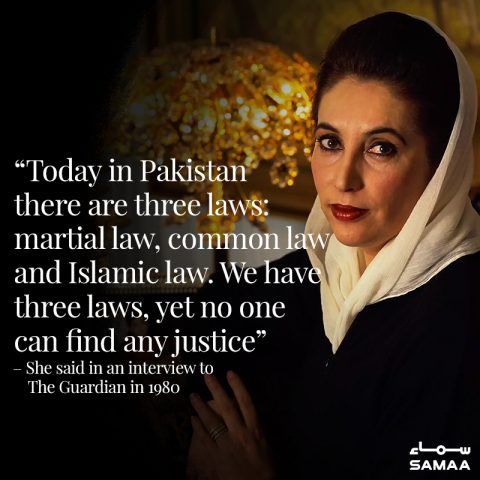 “Today in Pakistan
there are three laws:
martial law, common law
and Islamic law. We have
three laws, yet no one
can find any justice”
– She said in an interview to
The Guardian in 1980
سماء
SAMAA